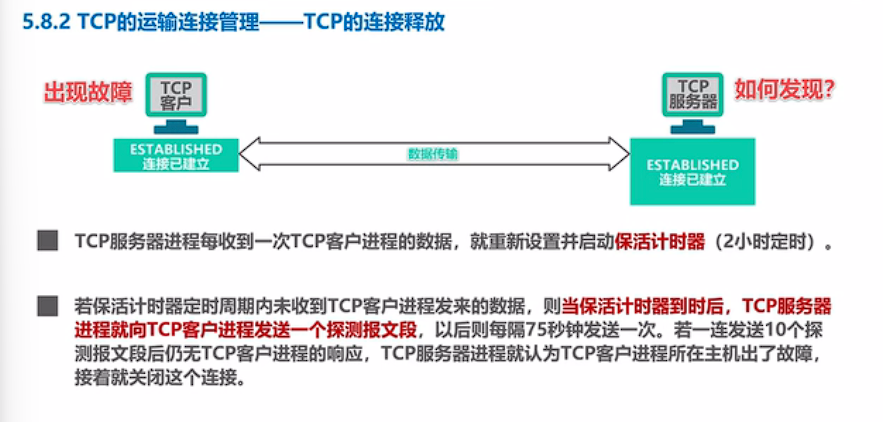 5.8.2 TCP的运输连接管理——TCP的连接释放
出现故障
TCP
客户
TCP
服务器
如何发现?
ESTABLISHED
连接已建立
数据传输
ESTABLISHED
连接已建立
TCP服务器进程每收到一次TCP客户进程的数据，就重新设置并启动保活计时器（2小时定时）。
若保活计时器定时周期内未收到TCP客户进程发来的数据，则当保活计时器到时后，TCP服务器
进程就向TCP客户进程发送一个探测报文段，以后则每隔75秒钟发送一次。若一连发送10个探
测报文段后仍无TCP客户进程的响应，TCP服务器进程就认为TCP客户进程所在主机出了故障，
接着就关闭这个连接。